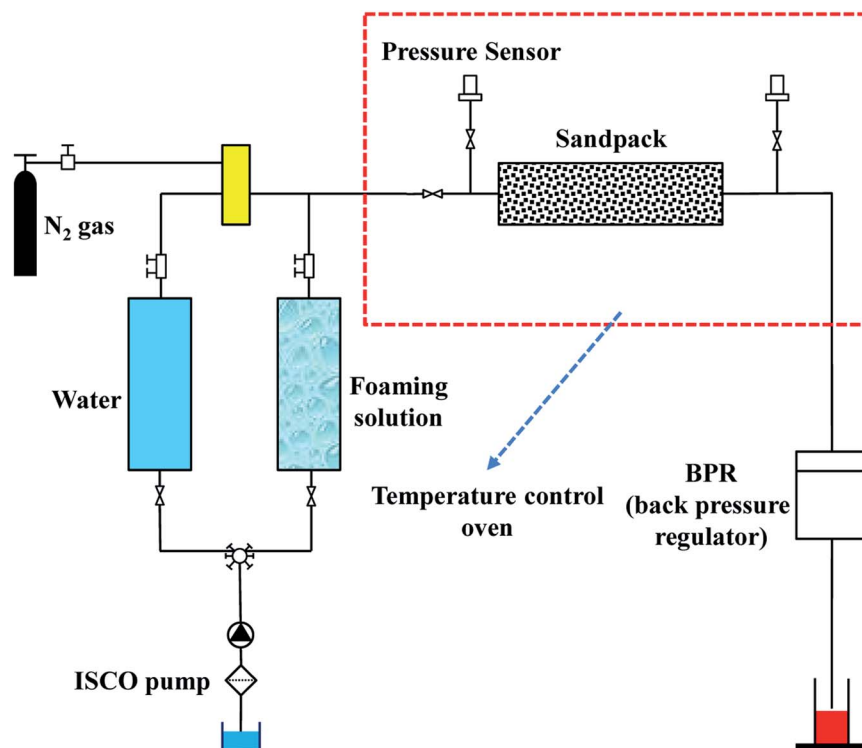 Pressure Sensor
Sandpack
N₂ gas
Water
Foaming
solution
Temperature control
oven
BPR
(back pressure
regulator)
ISCO pump